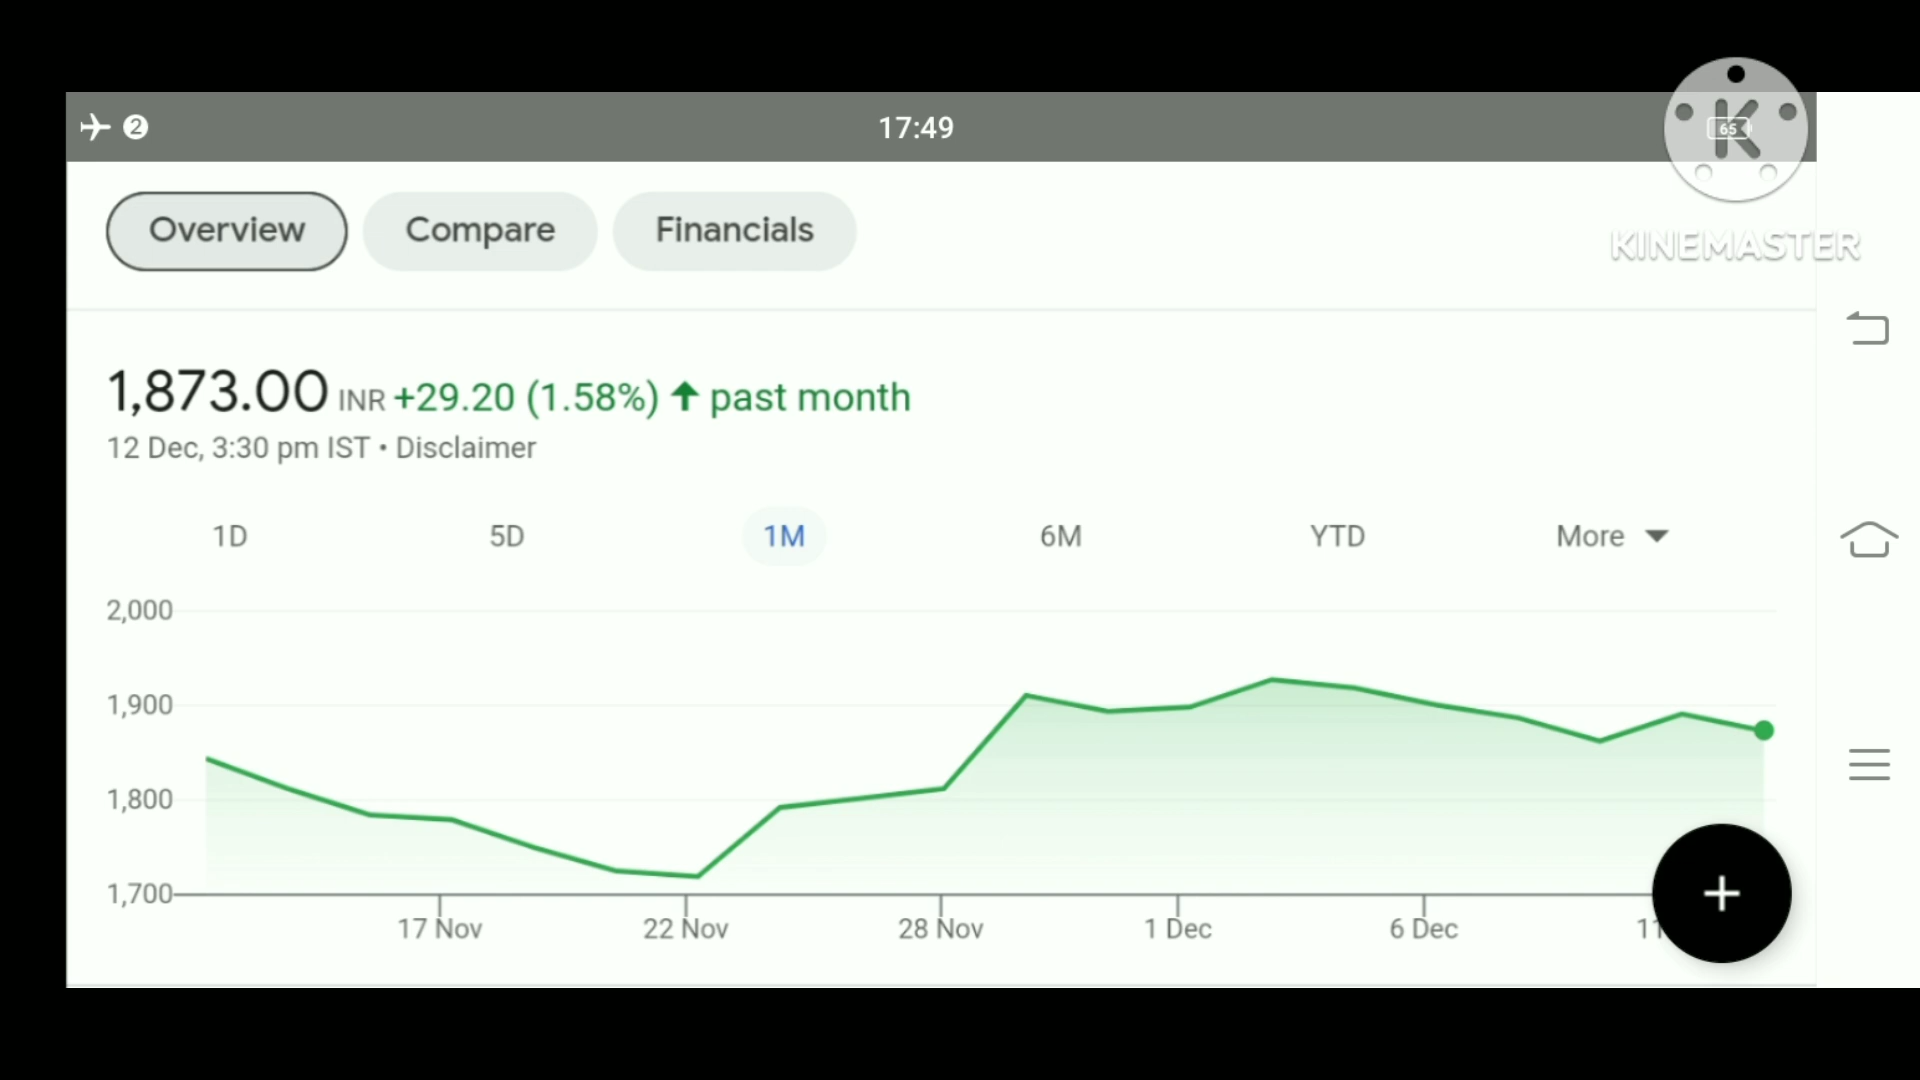 2 17:49 65
K
KINEMASTER
Overview Compare Financials
1,873.00 INR +29.20 (1.58%) ↑ past month
12 Dec, 3:30 pm IST • Disclaimer
1D 5D 1M 6M YTD More
2,000
1,900
1,800
1,700
17 Nov 22 Nov 28 Nov 1 Dec 6 Dec